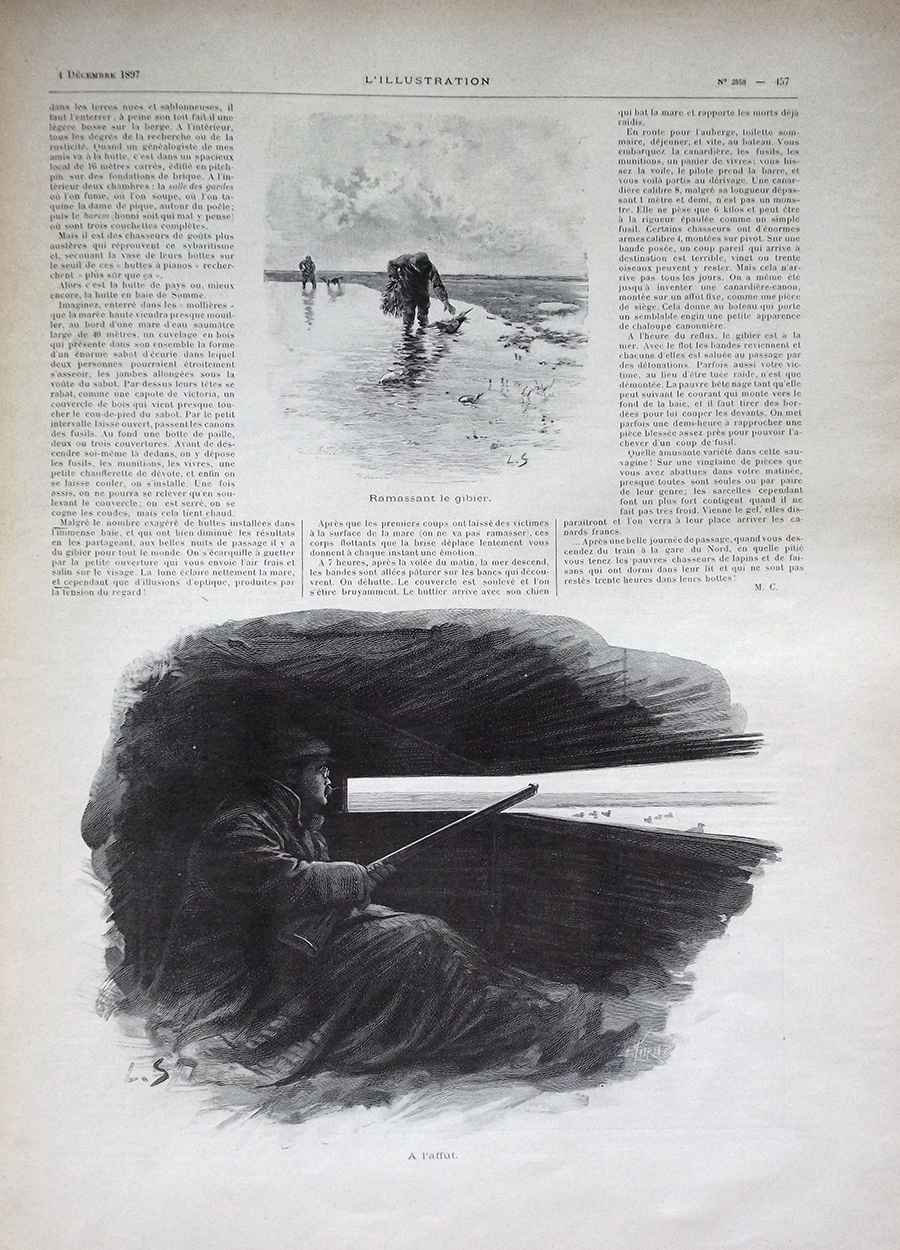 4 DÉCEMBRE 1897
L'ILLUSTRATION
Nº 2858 — 457
dans les terres nues et sablonneuses, il
faut l'enterrer ; à peine son toit fait il une
légère bosse sur la berge. A l'intérieur,
tous les degrés de la recherche ou de la
rusticité. Quand un généalogiste de mes
amis va à la hutte, c'est dans un spacieux
local de 16 mètres carrés, édifié en pitch-
pin sur des fondations de brique. A l'in-
térieur deux chambres : la salle des gardes
où l'on fume, où l'on soupe, où l'on ta-
quine la dame de pique, autour du poêle ;
puis le harem (honni soit qui mal y pense)
où sont trois couchettes complètes.
Mais il est des chasseurs de goûts plus
austères qui réprouvent ce sybaritisme
et, secouant la vase de leurs bottes sur
le seuil de ces « huttes à pianos » recher-
chent « plus sûr que ça ».
Alors c'est la hutte de pays ou, mieux
encore, la hutte en baie de Somme.
Imaginez, enterré dans les « mollières »
que la marée haute viendra presque mouil-
ler, au bord d'une mare d'eau saumâtre
large de 40 mètres, un cuvelage en bois
qui présente dans son ensemble la forme
d'un énorme sabot d'écurie dans lequel
deux personnes pourraient étroitement
s'asseoir, les jambes allongées sous la
voûte du sabot. Par dessus leurs têtes se
rabat, comme une capote de victoria, un
couvercle de bois qui vient presque tou-
cher le cou-de-pied du sabot. Par le petit
intervalle laissé ouvert, passent les canons
des fusils. Au fond une botte de paille,
deux ou trois couvertures. Avant de des-
cendre soi-même là dedans, on y dépose
les fusils, les munitions, les vivres, une
petite chaufferette de dévote, et enfin on
se laisse couler, on s'installe. Une fois
assis, on ne pourra se relever qu'en sou-
levant le couvercle ; on est serré, on se
cogne les coudes, mais cela tient chaud.
Malgré le nombre exagéré de huttes installées dans
l'immense baie, et qui ont bien diminué les résultats
en les partageant, aux belles nuits de passage il y a
du gibier pour tout le monde. On s'écarquille à guetter
par la petite ouverture qui vous envoie l'air frais et
salin sur le visage. La lune éclaire nettement la mare,
et cependant que d'illusions d'optique, produites par
la tension du regard !
L.S
Ramassant le gibier.
Après que les premiers coups ont laissé des victimes
à la surface de la mare (on ne va pas ramasser), ces
corps flottants que la brise déplace lentement vous
donnent à chaque instant une émotion.
A 7 heures, après la volée du matin, la mer descend,
les bandes sont allées pâturer sur les bancs qui décou-
vrent. On déhutte. Le couvercle est soulevé et l'on
s'étire bruyamment. Le huttier arrive avec son chien
qui bat la mare et rapporte les morts déjà
raidis.
En route pour l'auberge, toilette som-
maire, déjeuner, et vite, au bateau. Vous
embarquez la canardière, les fusils, les
munitions, un panier de vivres ; vous his-
sez la voile, le pilote prend la barre, et
vous voilà partis au dérivage. Une canar-
dière calibre 8, malgré sa longueur dépas-
sant 1 mètre et demi, n'est pas un mons-
tre. Elle ne pèse que 6 kilos et peut être
à la rigueur épaulée comme un simple
fusil. Certains chasseurs ont d'énormes
armes calibre 4, montées sur pivot. Sur une
bande posée, un coup pareil qui arrive à
destination est terrible, vingt ou trente
oiseaux peuvent y rester. Mais cela n'ar-
rive pas tous les jours. On a même été
jusqu'à inventer une canardière-canon,
montée sur un affut fixe, comme une pièce
de siège. Cela donne au bateau qui porte
un semblable engin une petite apparence
de chaloupe canonnière.
A l'heure du reflux, le gibier est à la
mer. Avec le flot les bandes reviennent et
chacune d'elles est saluée au passage par
des détonations. Parfois aussi votre vic-
time, au lieu d'être tuée raide, n'est que
démontée. La pauvre bête nage tant qu'elle
peut suivant le courant qui monte vers le
fond de la baie, et il faut tirer des bor-
dées pour lui couper les devants. On met
parfois une demi-heure à rapprocher une
pièce blessée assez près pour pouvoir l'a-
chever d'un coup de fusil.
Quelle amusante variété dans cette sau-
vagine ! Sur une vingtaine de pièces que
vous avez abattues dans votre matinée,
presque toutes sont seules ou par paire
de leur genre ; les sarcelles cependant
font un plus fort contigent quand il ne
fait pas très froid. Vienne le gel, elles dis-
paraîtront et l'on verra à leur place arriver les ca-
nards francs.
... Après une belle journée de passage, quand vous des-
cendez du train à la gare du Nord, en quelle pitié
vous tenez les pauvres chasseurs de lapins et de fai-
sans qui ont dormi dans leur lit et qui ne sont pas
restés trente heures dans leurs bottes !
M. C.
L.S
A l'affut.